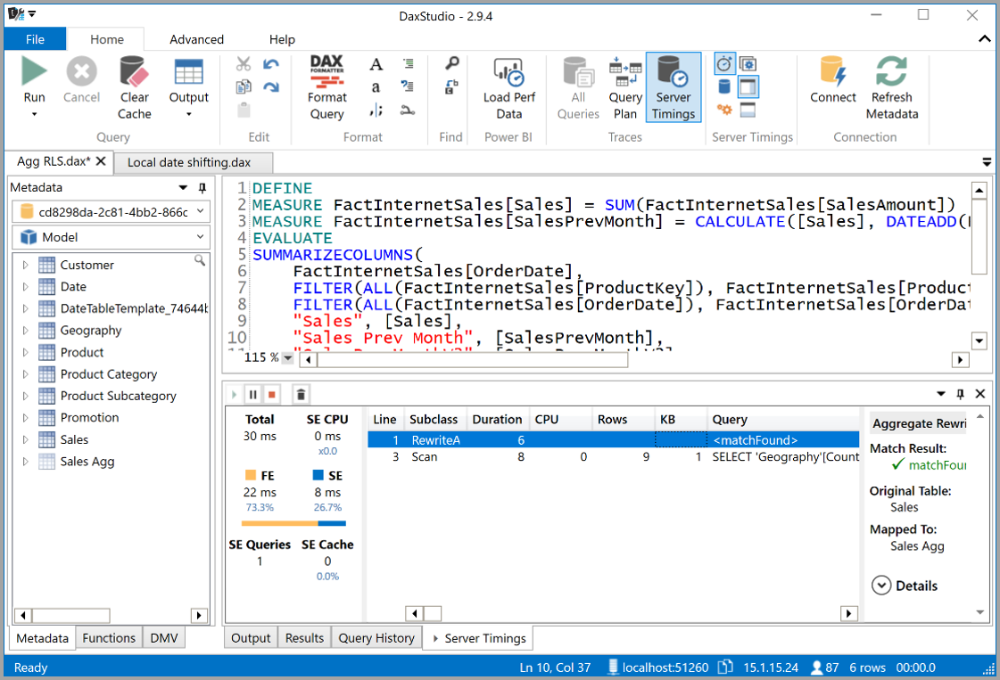 DaxStudio - 2.9.4
File Home Advanced Help
Run Cancel Clear Cache Output
Query
Edit
DAX FORMATTER
Format Query
A
a
Format
Find
Load Perf Data
Power BI
All Queries
Query Plan
Server Timings
Traces
Server Timings
Connect
Refresh Metadata
Connection
Agg RLS.dax*
Local date shifting.dax
Metadata
cd8298da-2c81-4bb2-866c
Model
Customer
Date
DateTableTemplate_74644b
Geography
Product
Product Category
Product Subcategory
Promotion
Sales
Sales Agg
Metadata Functions DMV
1 DEFINE
2 MEASURE FactInternetSales[Sales] = SUM(FactInternetSales[SalesAmount])
3 MEASURE FactInternetSales[SalesPrevMonth] = CALCULATE([Sales], DATEADD(
4 EVALUATE
5 SUMMARIZECOLUMNS(
6 FactInternetSales[OrderDate],
7 FILTER(ALL(FactInternetSales[ProductKey]), FactInternetSales[Product
8 FILTER(ALL(FactInternetSales[OrderDate]), FactInternetSales[OrderDat
9 "Sales", [Sales],
10 "Sales Prev Month", [SalesPrevMonth],
115 %
Total SE CPU
30 ms 0 ms
x0.0
FE SE
22 ms 8 ms
73.3% 26.7%
SE Queries SE Cache
1 0
0.0%
Line Subclass Duration CPU Rows KB Query
1 RewriteA 6 <matchFound>
3 Scan 8 0 9 1 SELECT 'Geography'[Count
Aggregate Rewri
Match Result:
matchFou
Original Table:
Sales
Mapped To:
Sales Agg
Details
Output Results Query History Server Timings
Ready Ln 10, Col 37 localhost:51260 15.1.15.24 87 6 rows 00:00.0